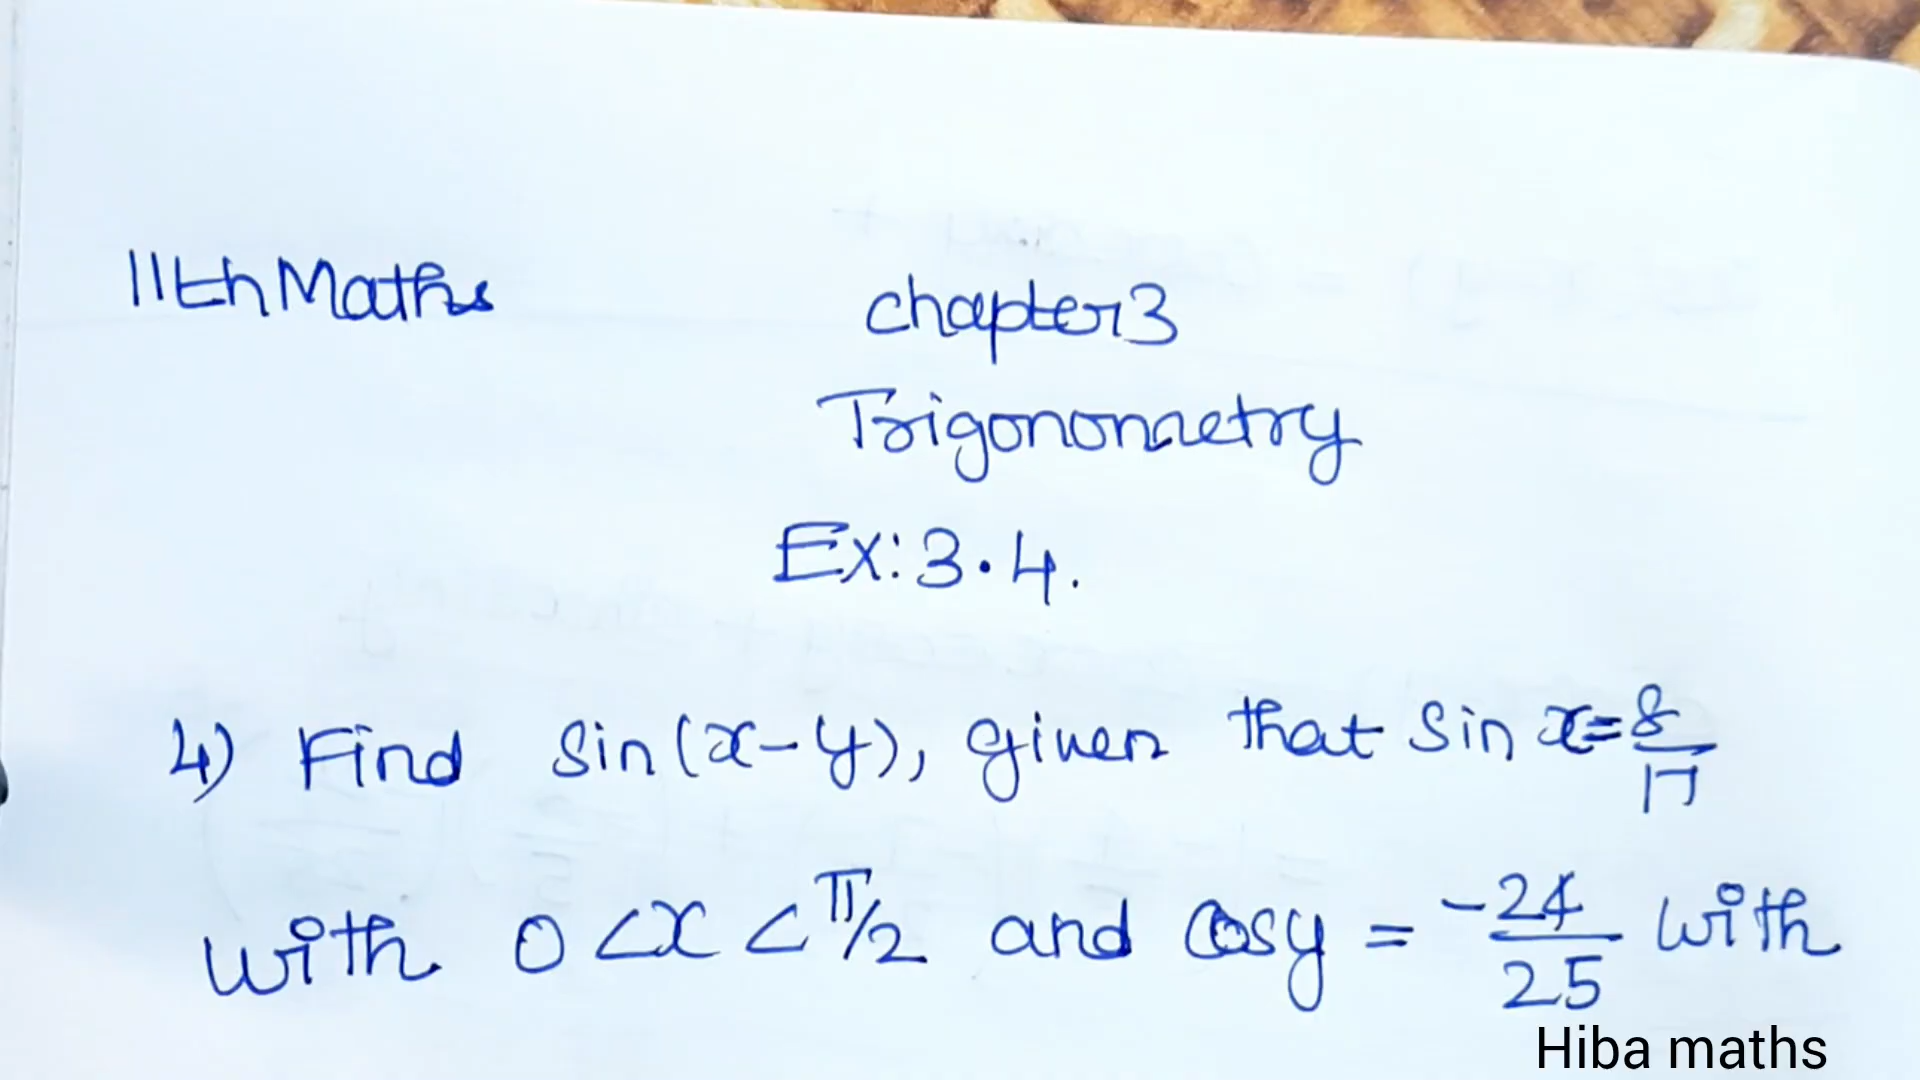 11th Maths
chapter 3
Trigonometry
Ex: 3.4.
4) Find sin(x-y), given that sin x = 8/17
with 0 < x < π/2 and cos y = -24/25 with
Hiba maths